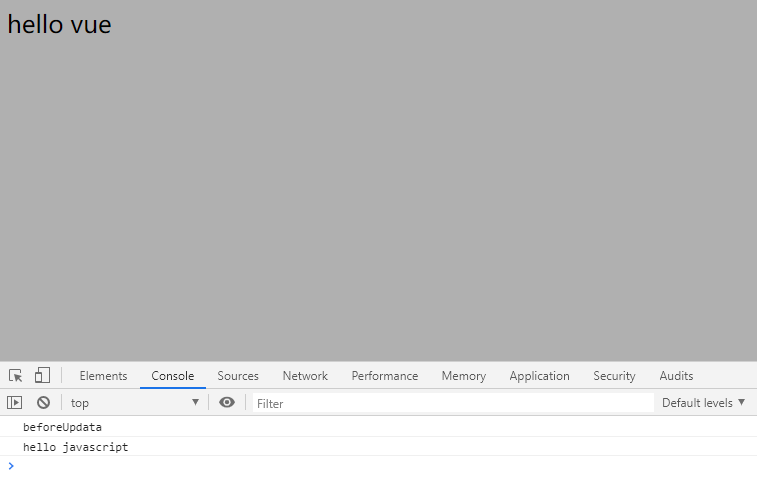 hello vue
Elements Console Sources Network Performance Memory Application Security Audits
top Filter Default levels
beforeUpdata
hello javascript